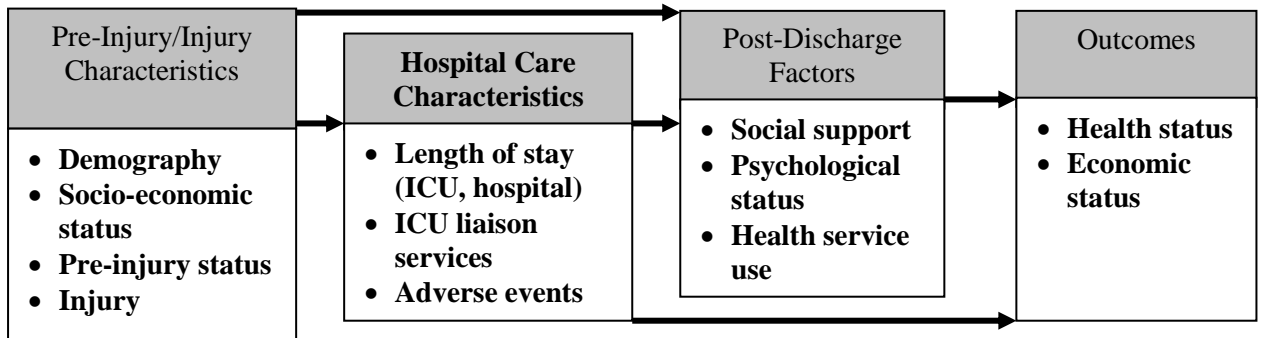 Pre-Injury/Injury
Characteristics
• Demography
• Socio-economic
status
• Pre-injury status
• Injury
Hospital Care
Characteristics
• Length of stay
(ICU, hospital)
• ICU liaison
services
• Adverse events
Post-Discharge
Factors
• Social support
• Psychological
status
• Health service
use
Outcomes
• Health status
• Economic
status